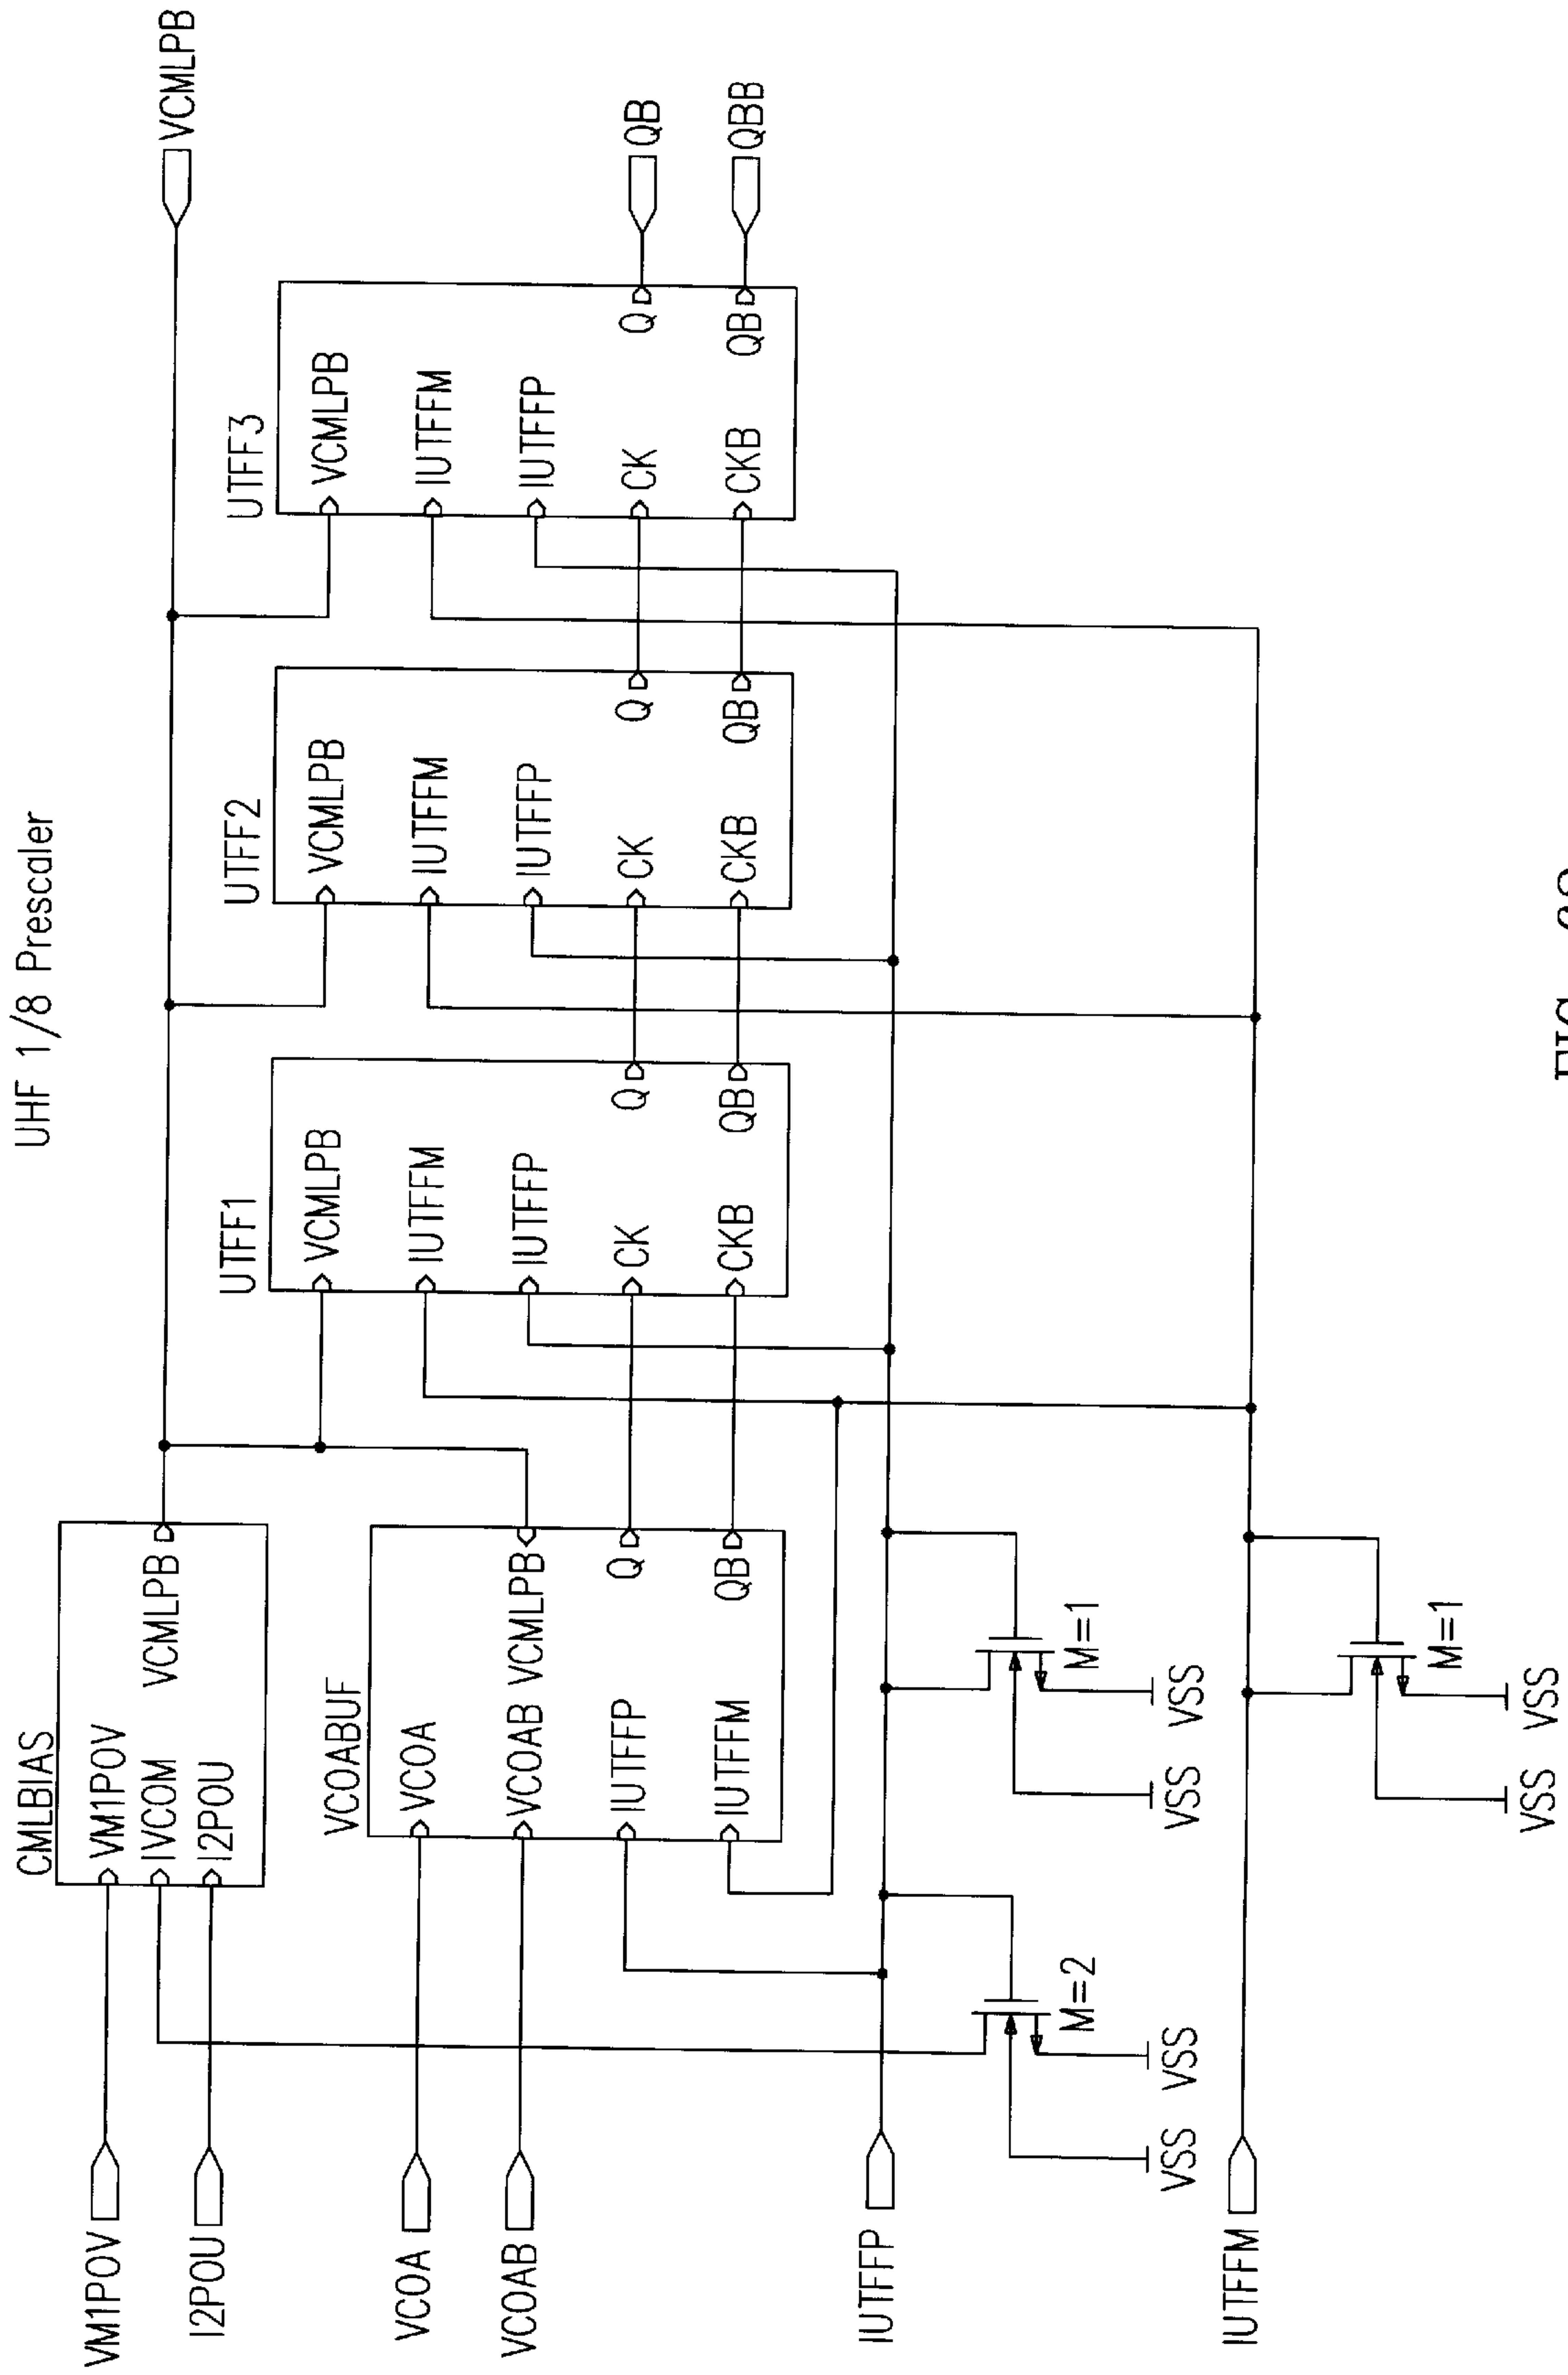 UHF 1/8 Prescaler
CMLBIAS
VM1POV
VM1POV
IVCOM
VCMLPB
VCMLPB
I2POU
I2POU
VCOABUF
VCOA
VCOA
VCOAB
VCOAB
VCMLPB
IUTFFP
Q
IUTFFM
QB
UTFF1
VCMLPB
IUTFFM
IUTFFP
CK
Q
CKB
QB
UTFF2
VCMLPB
IUTFFM
IUTFFP
CK
Q
CKB
QB
UTFF3
VCMLPB
IUTFFM
IUTFFP
CK
Q
QB
CKB
QB
QBB
IUTFFP
M=2
VSS
VSS
M=1
VSS
VSS
IUTFFM
M=1
VSS
VSS